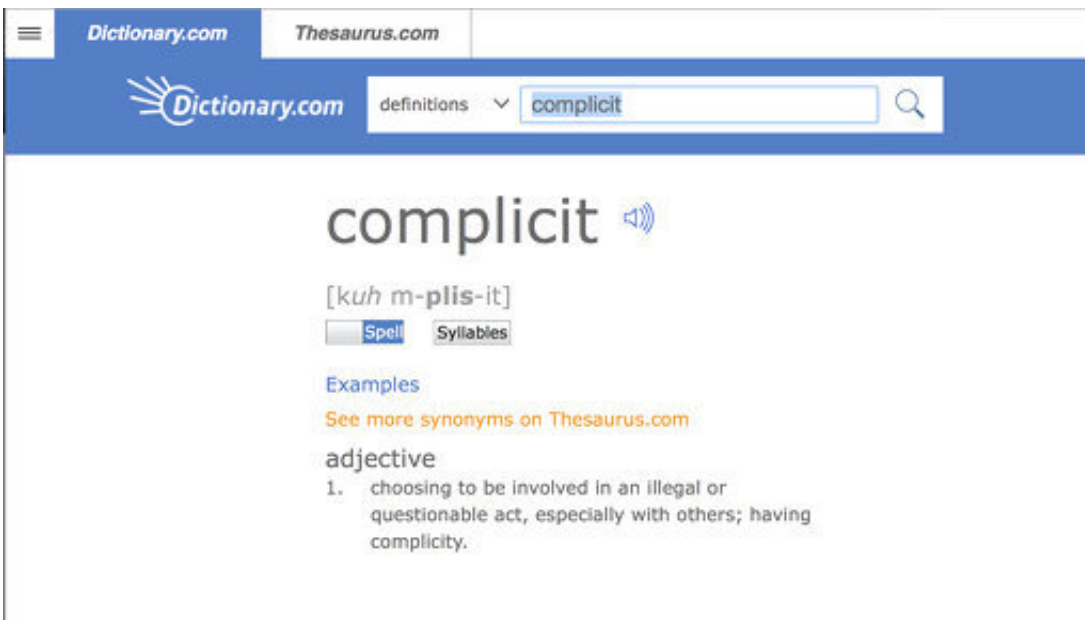 Dictionary.com Thesaurus.com
Dictionary.com definitions complicit
complicit
[kuh m-plis-it]
Spell Syllables
Examples
See more synonyms on Thesaurus.com
adjective
1. choosing to be involved in an illegal or
questionable act, especially with others; having
complicity.